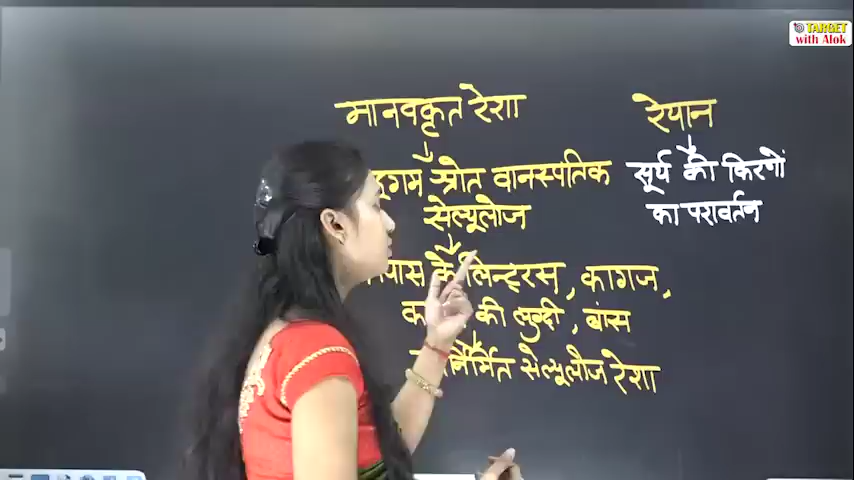 TARGET
with Alok
मानवकृत रेशा
रेयान
स्रोत वानस्पतिक
सूर्य की किरणों
सेल्यूलोज
का परावर्तन
के लिन्टरस, कागज,
की लुग्दी, बांस
निर्मित सेल्यूलोज रेशा